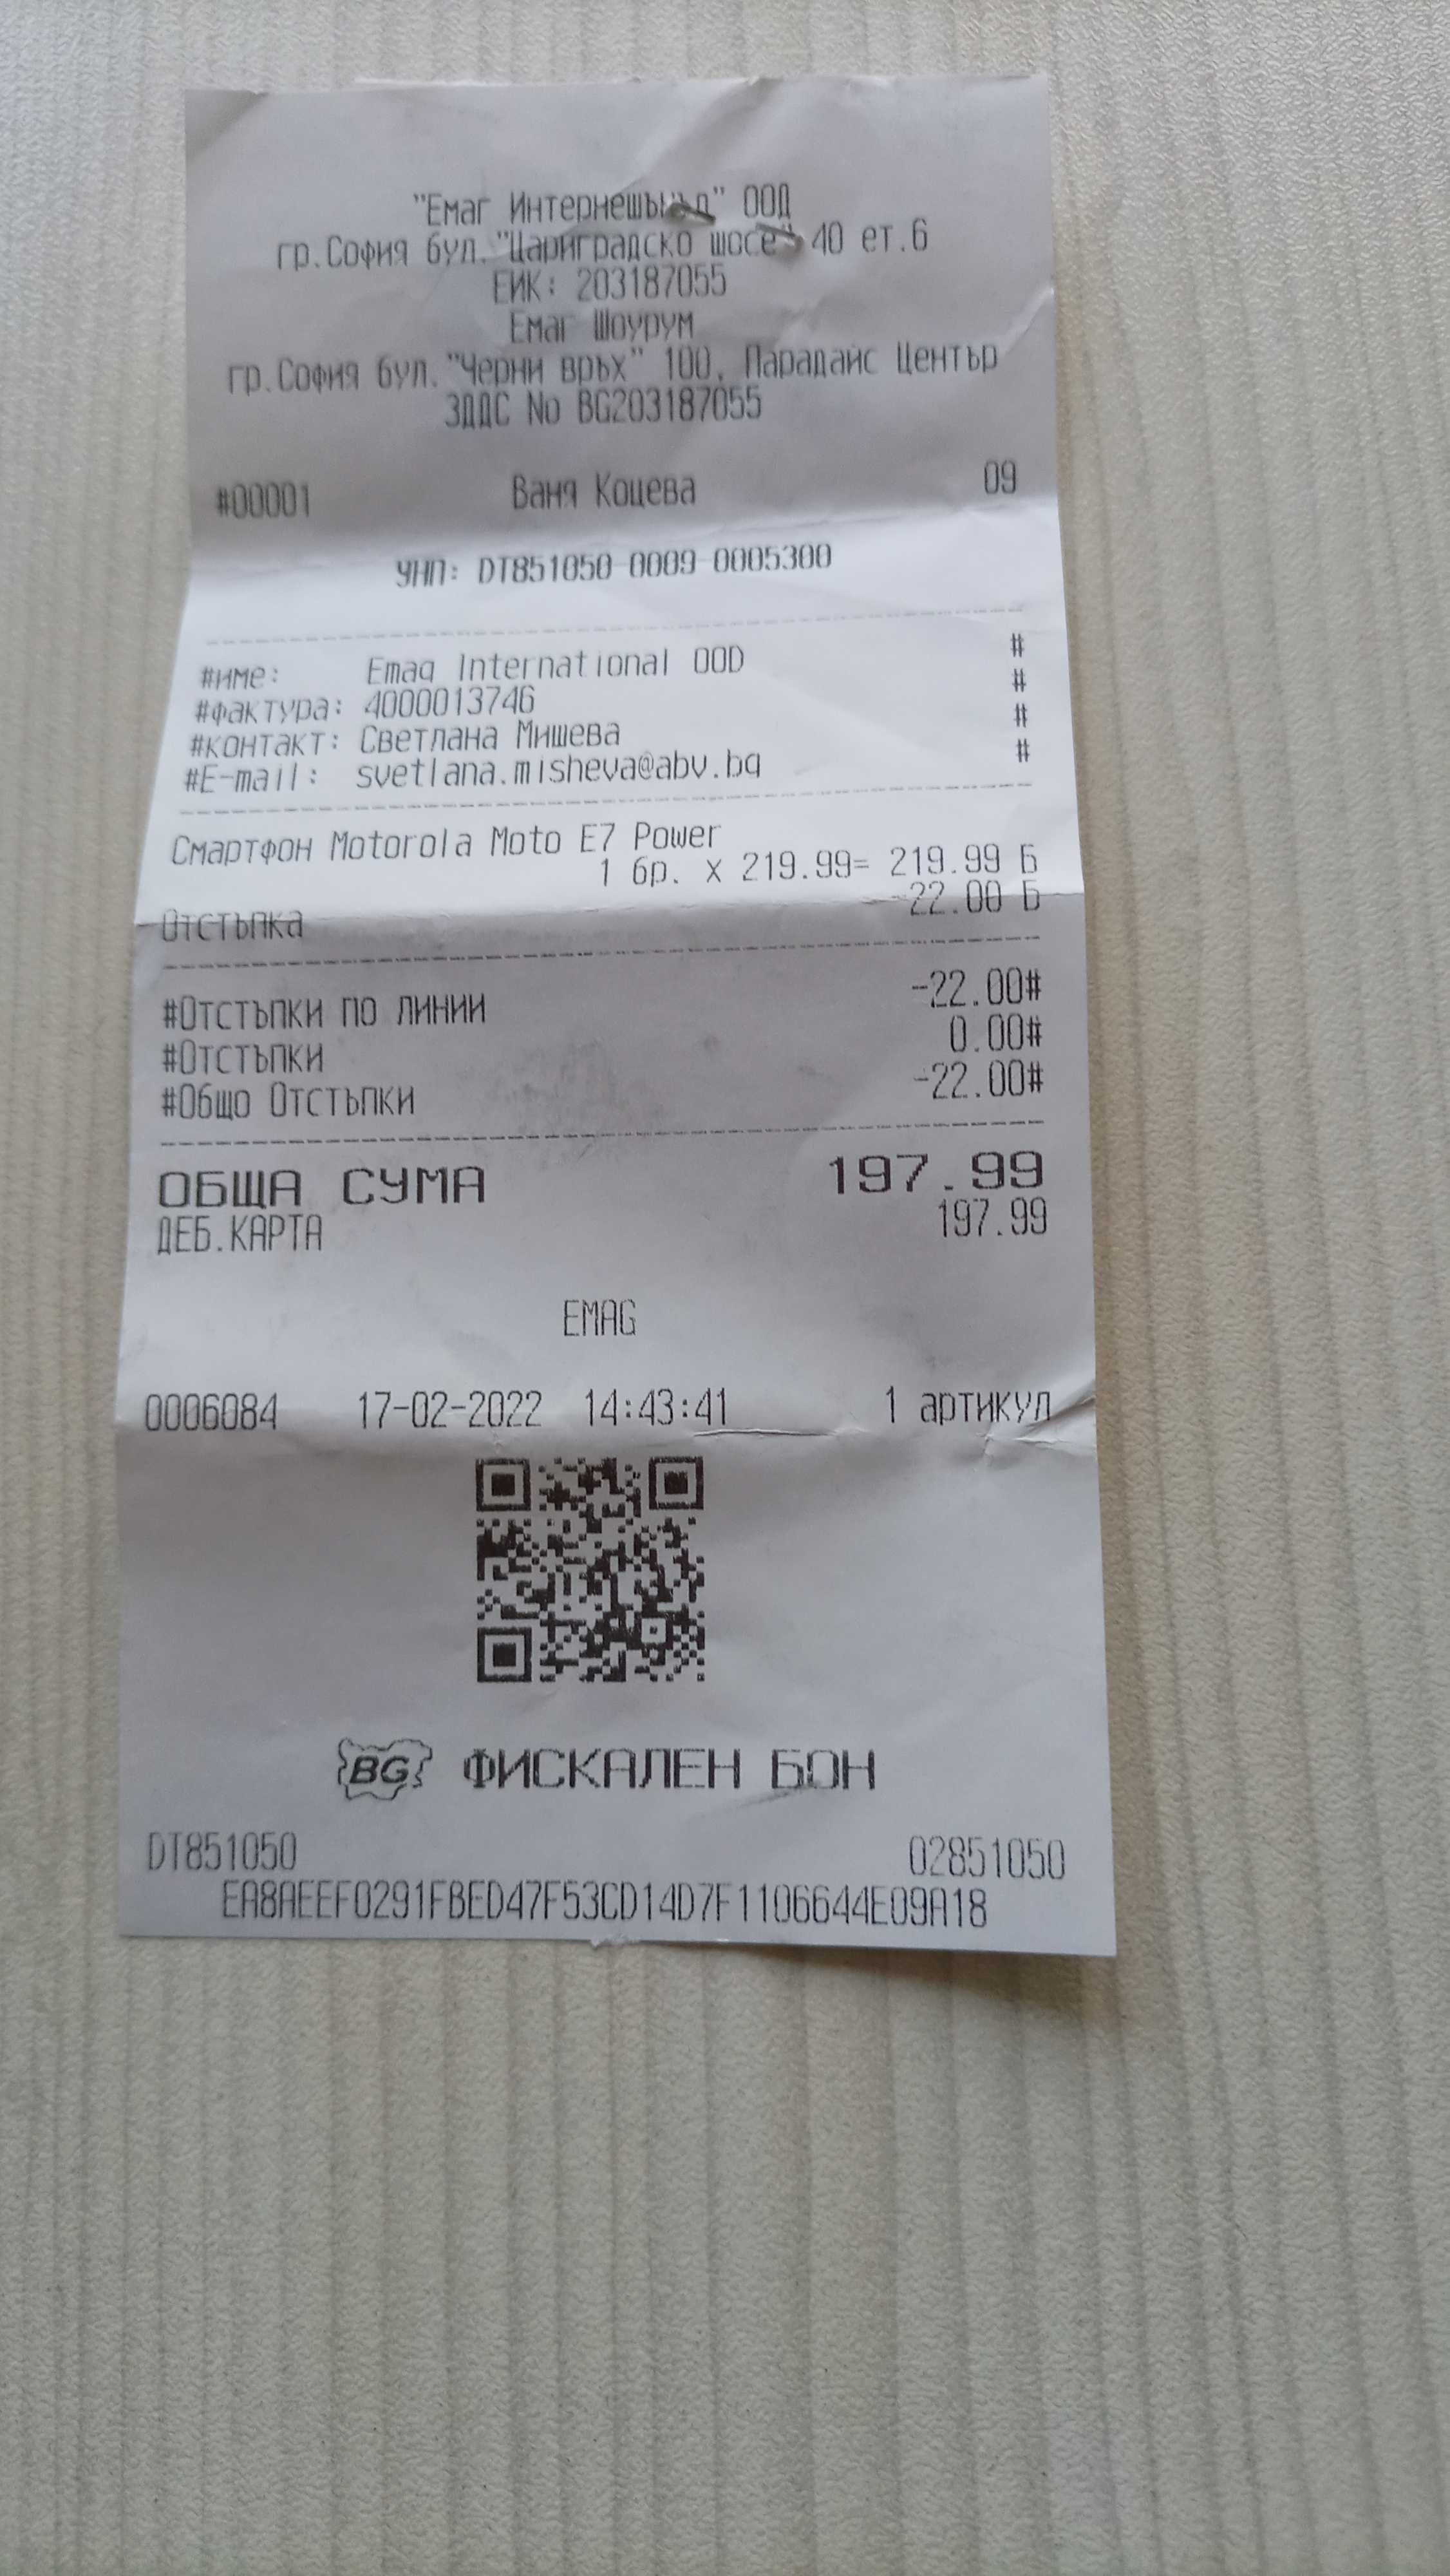 "Емаг Интернешънъл" ООД
гр.София бул."Цариградско шосе" 40 ет.6
ЕИК: 203187055
Емаг Шоурум
гр.София бул."Черни връх" 100, Парадайс Център
ЗДДС No BG203187055
#00001 Ваня Коцева 09
УНП: DT851050-0009-0005300
#име: Emag International OOD #
#фактура: 4000013746 #
#контакт: Светлана Мишева #
#E-mail: svetlana.misheva@abv.bg #
Смартфон Motorola Moto E7 Power
1 бр. x 219.99= 219.99 Б
Отстъпка -22.00 Б
#Отстъпки по линии -22.00#
#Отстъпки 0.00#
#Общо Отстъпки -22.00#
ОБЩА СУМА 197.99
ДЕБ.КАРТА 197.99
EMAG
0006084 17-02-2022 14:43:41 1 артикул
BG ФИСКАЛЕН БОН
DT851050 02851050
EA8AEEF0291FBED47F53CD14D7F1106644E09A18